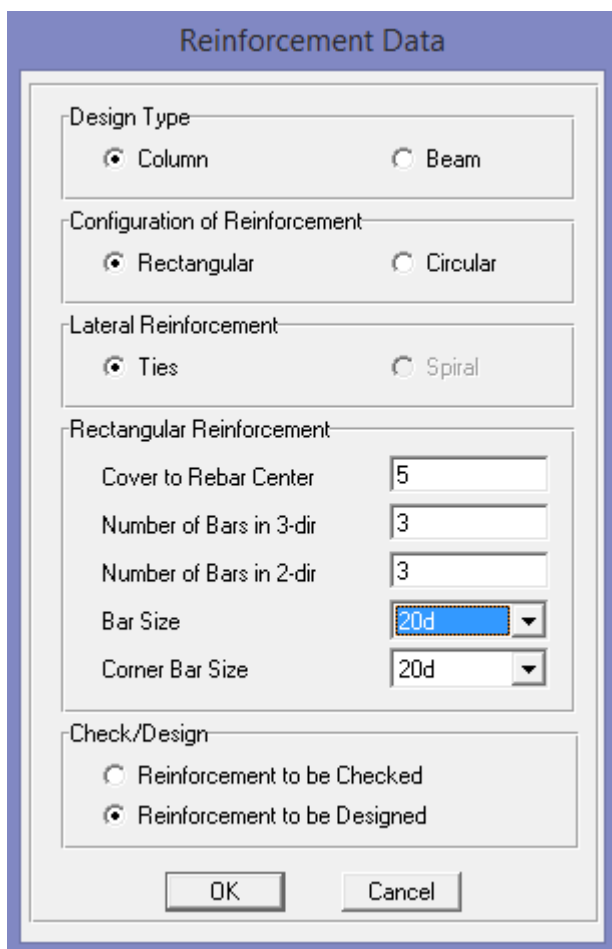 Reinforcement Data
Design Type
Column Beam
Configuration of Reinforcement
Rectangular Circular
Lateral Reinforcement
Ties Spiral
Rectangular Reinforcement
Cover to Rebar Center 5
Number of Bars in 3-dir 3
Number of Bars in 2-dir 3
Bar Size 20d
Corner Bar Size 20d
Check/Design
Reinforcement to be Checked
Reinforcement to be Designed
OK Cancel